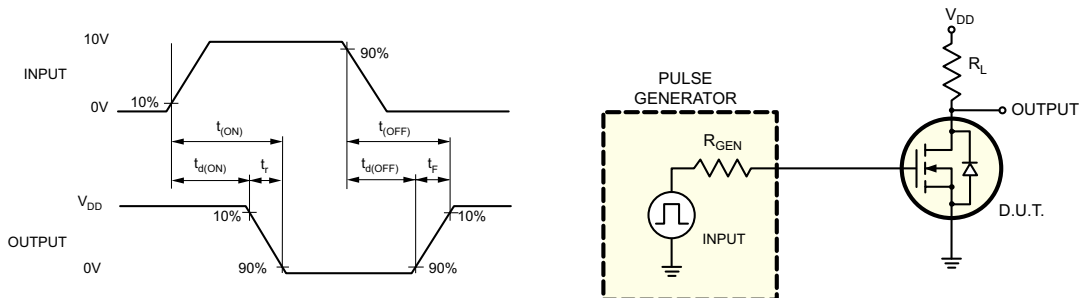 10V
90%
INPUT
10%
0V
t(ON)
t(OFF)
td(ON)
tr
td(OFF)
tF
VDD
10%
10%
OUTPUT
90%
90%
0V
VDD
RL
PULSE
GENERATOR
OUTPUT
RGEN
D.U.T.
INPUT